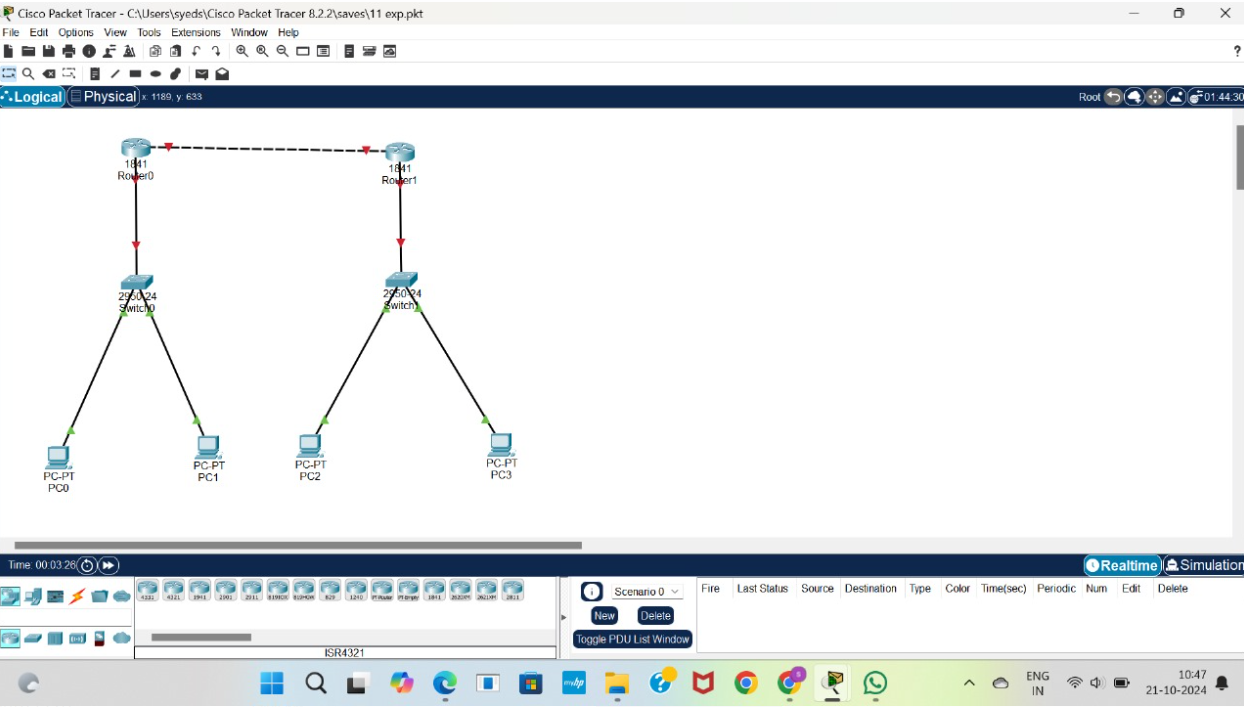 Cisco Packet Tracer - C:\Users\syeds\Cisco Packet Tracer 8.2.2\saves\11 exp.pkt
File Edit Options View Tools Extensions Window Help
?
Logical Physical x: 1189, y: 633 Root 01:44:30
1841
Router0
1841
Router1
2950-24
Switch0
2950-24
Switch1
PC-PT
PC0
PC-PT
PC1
PC-PT
PC2
PC-PT
PC3
Time: 00:03:26 Realtime Simulation
4331 4321 1941 2901 2911 819IOX 819HGW 829 1240 PT-Router PT-Empty 1841 2620XM 2621XM 2811
ISR4321
Scenario 0
New Delete
Toggle PDU List Window
Fire Last Status Source Destination Type Color Time(sec) Periodic Num Edit Delete
myhp
ENG
IN
10:47
21-10-2024